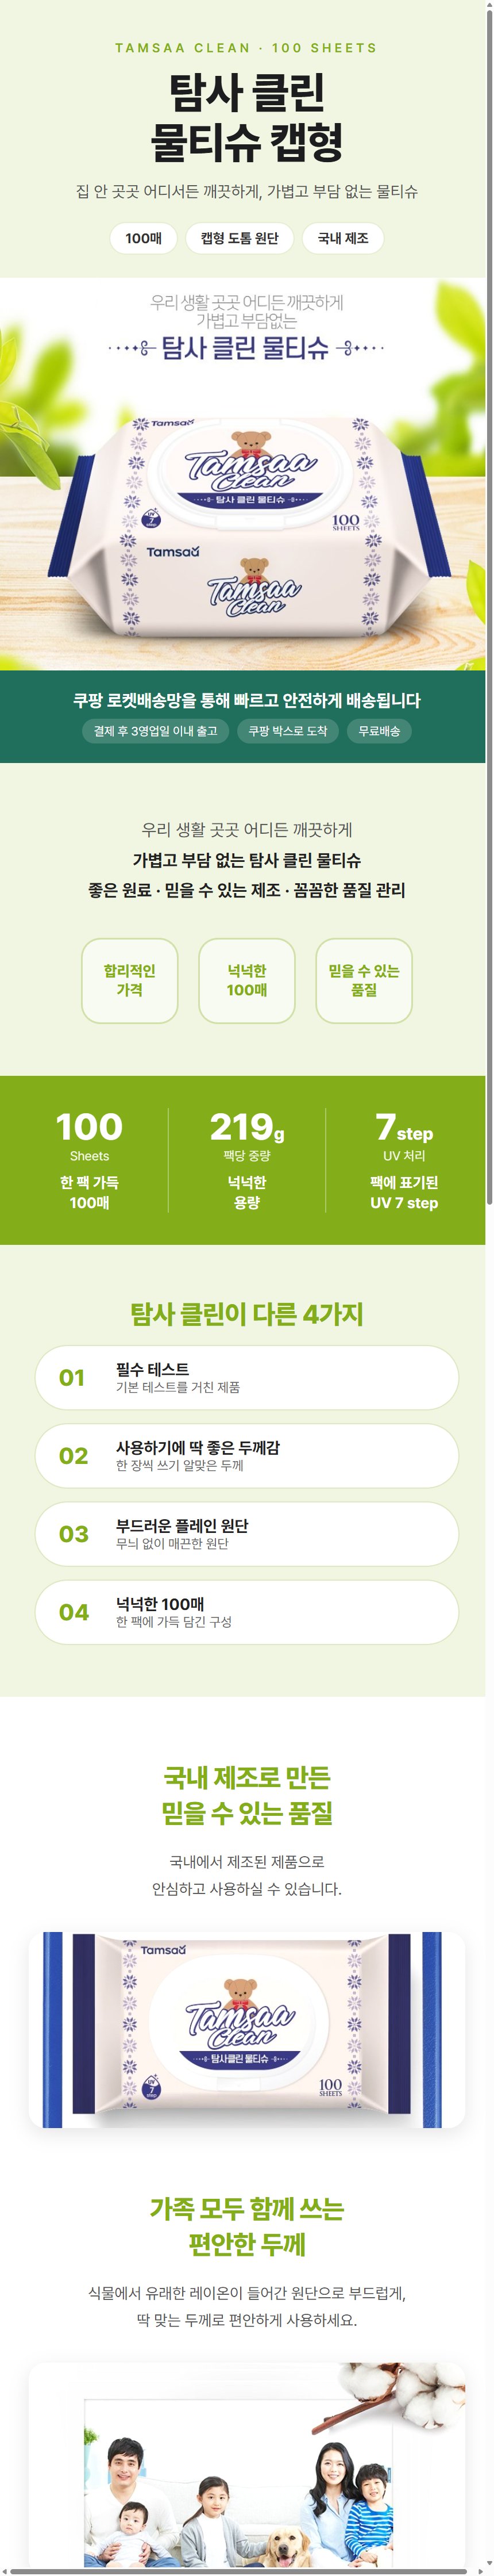 TAMSAA CLEAN · 100 SHEETS
탐사 클린
물티슈 캡형
집 안 곳곳 어디서든 깨끗하게, 가볍고 부담 없는 물티슈
100매
캡형 도톰 원단
국내 제조
우리 생활 곳곳 어디든 깨끗하게
가볍고 부담없는
탐사 클린 물티슈
Tamsaa
Tamsaa
Clean
탐사 클린 물티슈
UV
7
100
SHEETS
Tamsaa
Tamsaa
Clean
쿠팡 로켓배송망을 통해 빠르고 안전하게 배송됩니다
결제 후 3영업일 이내 출고
쿠팡 박스로 도착
무료배송
우리 생활 곳곳 어디든 깨끗하게
가볍고 부담 없는 탐사 클린 물티슈
좋은 원료 · 믿을 수 있는 제조 · 꼼꼼한 품질 관리
합리적인
가격
넉넉한
100매
믿을 수 있는
품질
100
Sheets
한 팩 가득
100매
219g
팩당 중량
넉넉한
용량
7step
UV 처리
팩에 표기된
UV 7 step
탐사 클린이 다른 4가지
01
필수 테스트
기본 테스트를 거친 제품
02
사용하기에 딱 좋은 두께감
한 장씩 쓰기 알맞은 두께
03
부드러운 플레인 원단
무늬 없이 매끈한 원단
04
넉넉한 100매
한 팩에 가득 담긴 구성
국내 제조로 만든
믿을 수 있는 품질
국내에서 제조된 제품으로
안심하고 사용하실 수 있습니다.
Tamsaa
Tamsaa
Clean
탐사클린 물티슈
UV
7
100
SHEETS
가족 모두 함께 쓰는
편안한 두께
식물에서 유래한 레이온이 들어간 원단으로 부드럽게,
딱 맞는 두께로 편안하게 사용하세요.